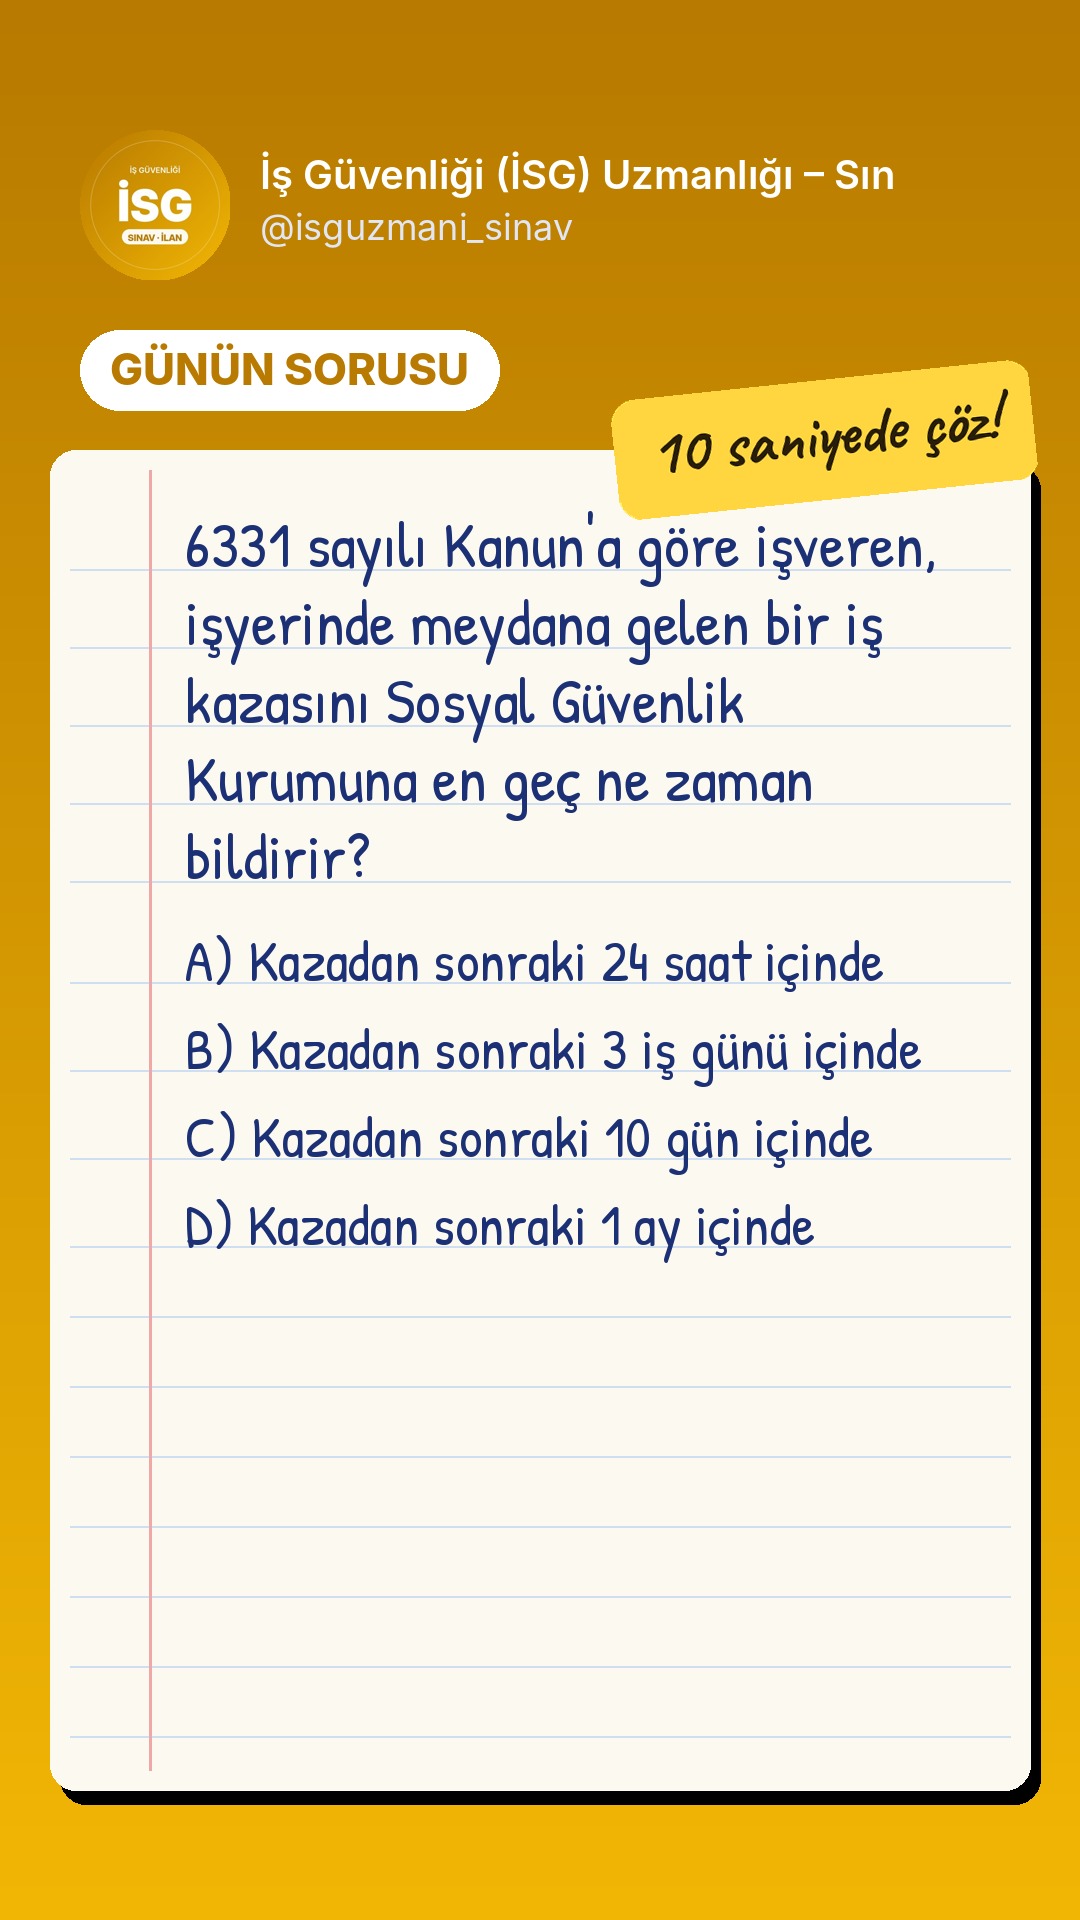 İŞ GÜVENLİĞİ
İSG
SINAV · İLAN
İş Güvenliği (İSG) Uzmanlığı – Sın
@isguzmani_sinav
GÜNÜN SORUSU
10 saniyede çöz!
6331 sayılı Kanun'a göre işveren,
işyerinde meydana gelen bir iş
kazasını Sosyal Güvenlik
Kurumuna en geç ne zaman
bildirir?
A) Kazadan sonraki 24 saat içinde
B) Kazadan sonraki 3 iş günü içinde
C) Kazadan sonraki 10 gün içinde
D) Kazadan sonraki 1 ay içinde